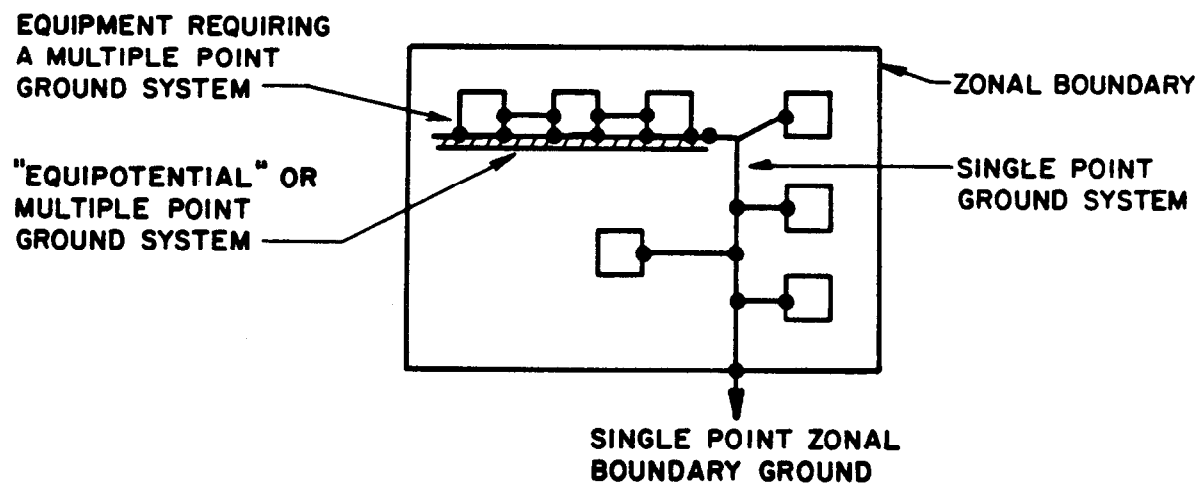 EQUIPMENT REQUIRING
A MULTIPLE POINT
GROUND SYSTEM
"EQUIPOTENTIAL" OR
MULTIPLE POINT
GROUND SYSTEM
ZONAL BOUNDARY
SINGLE POINT
GROUND SYSTEM
SINGLE POINT ZONAL
BOUNDARY GROUND